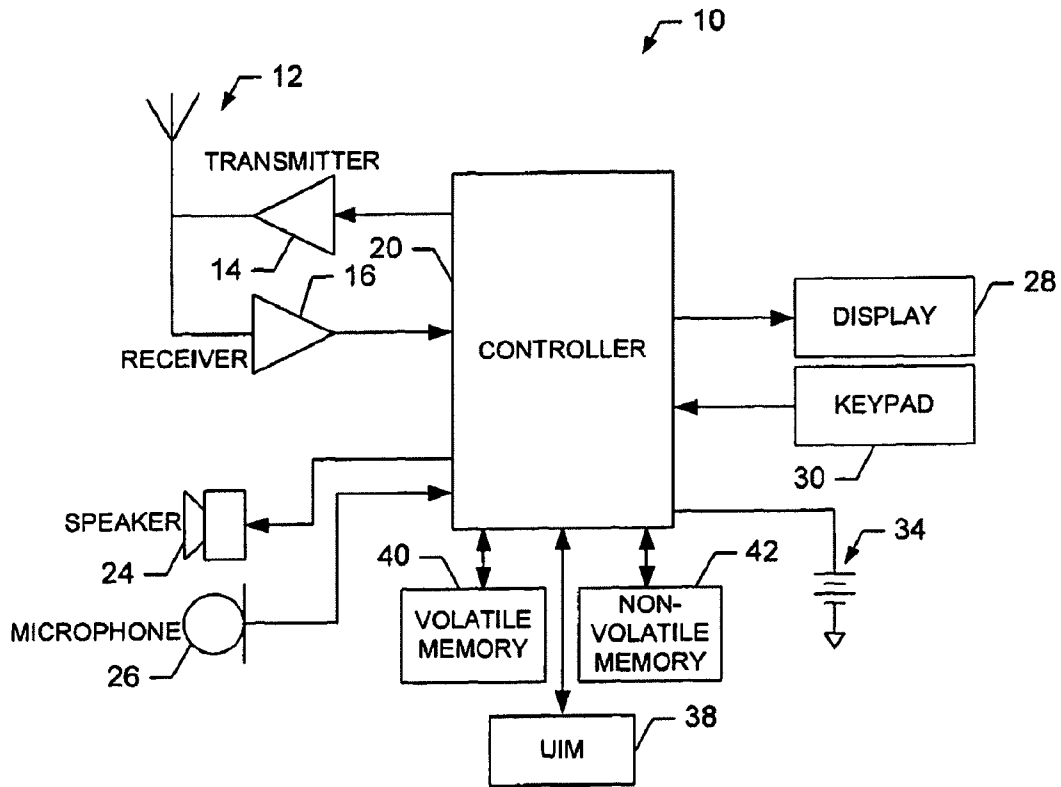 10
12
TRANSMITTER
14
20
16
RECEIVER
CONTROLLER
DISPLAY
28
KEYPAD
30
SPEAKER
24
MICROPHONE
26
40
VOLATILE
MEMORY
42
NON-
VOLATILE
MEMORY
34
UIM
38